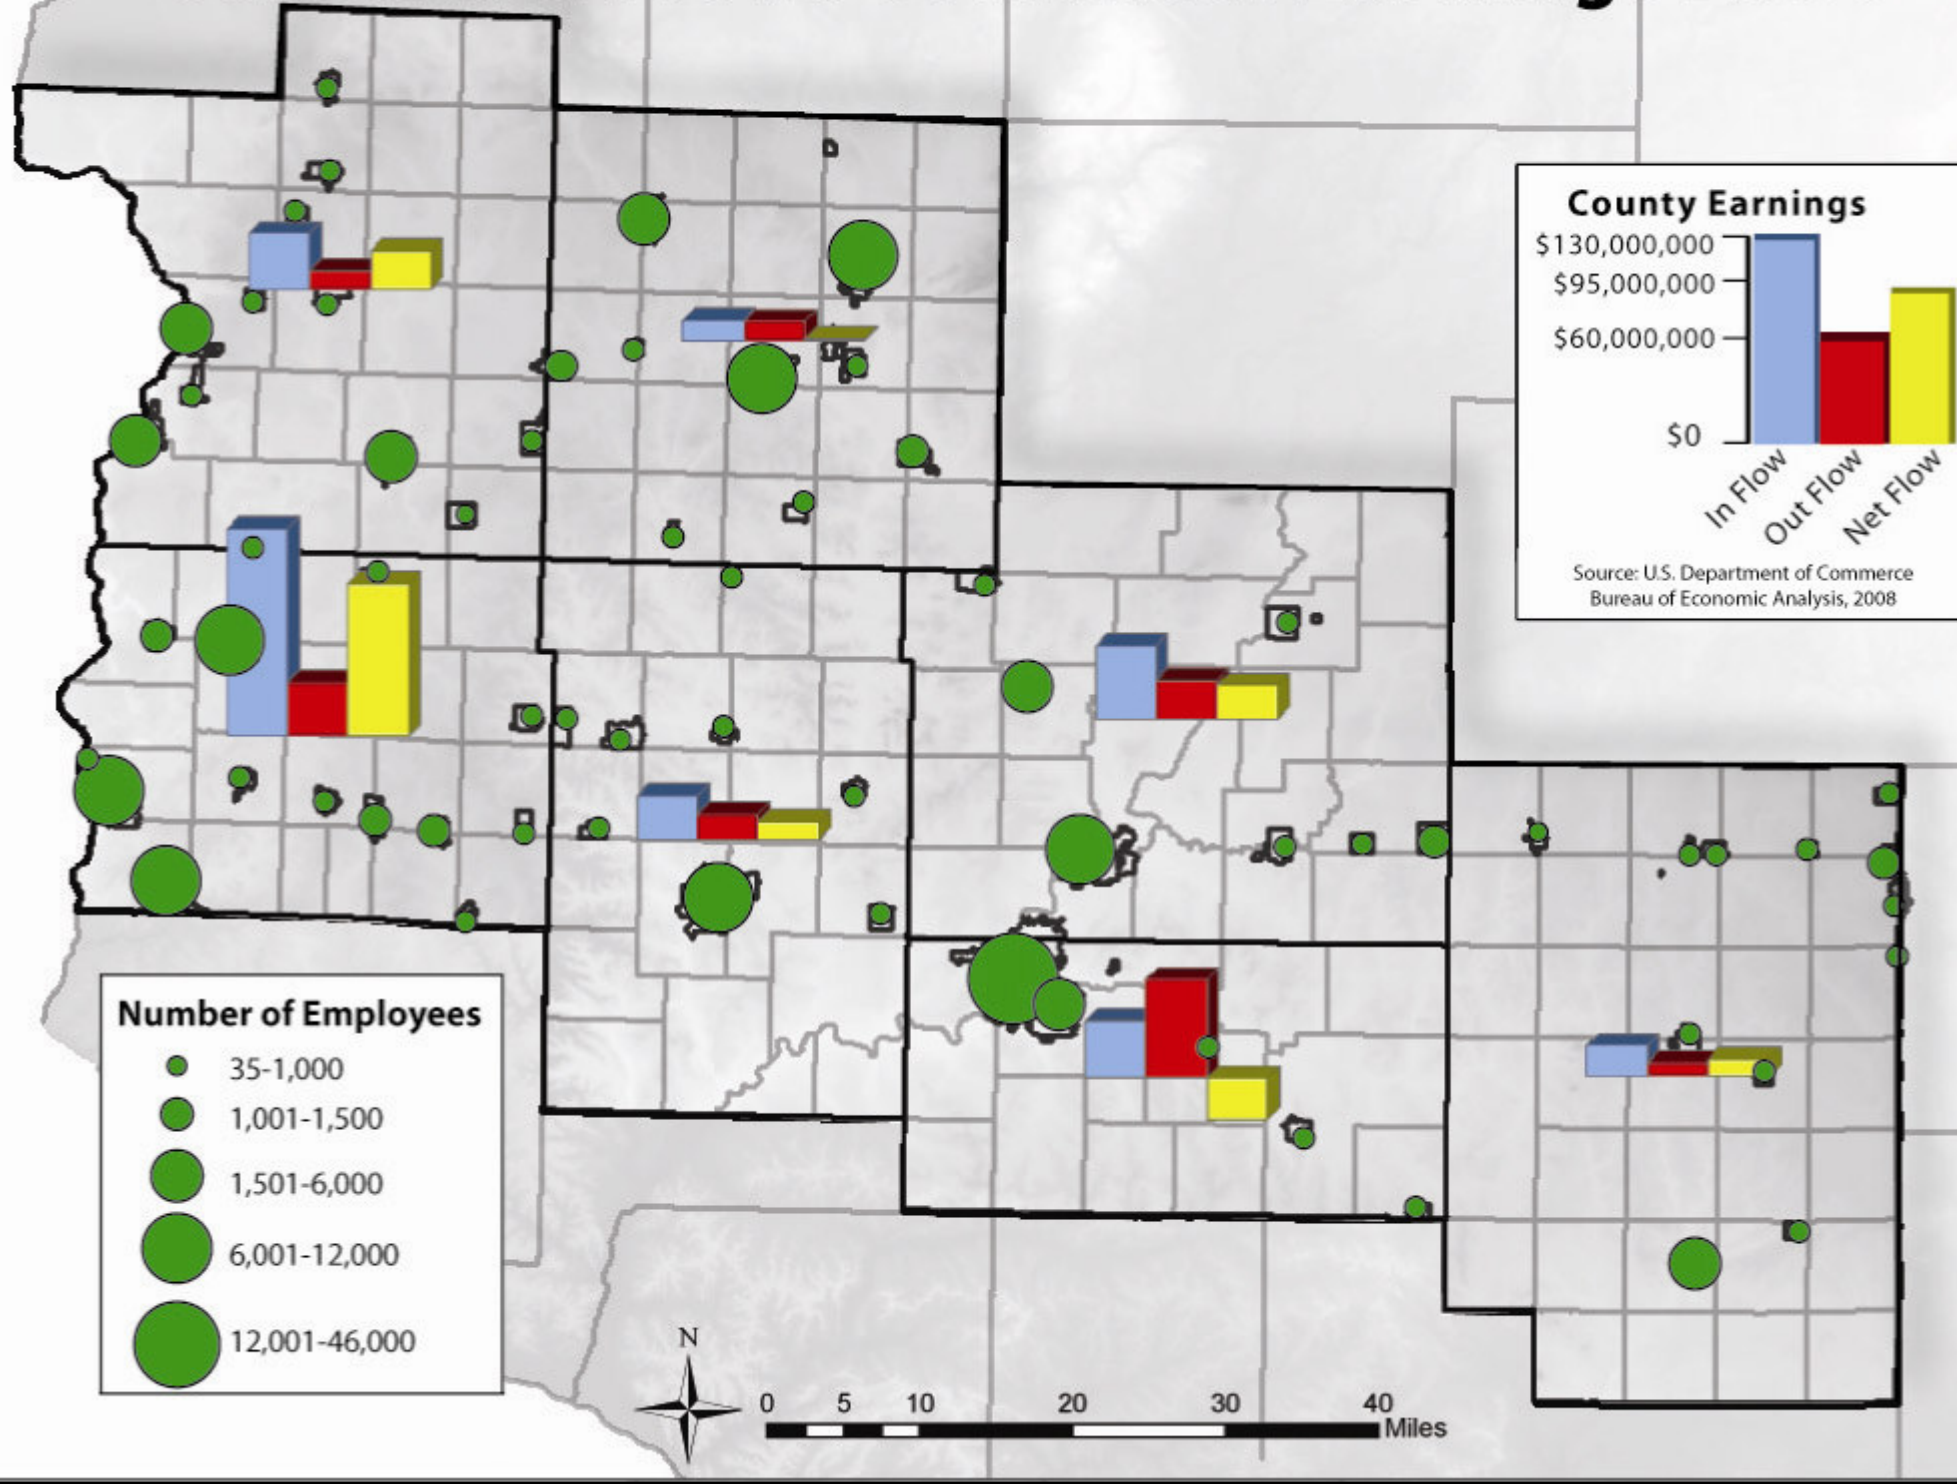 County Earnings
$130,000,000
$95,000,000
$60,000,000
$0
In Flow
Out Flow
Net Flow
Source: U.S. Department of Commerce
Bureau of Economic Analysis, 2008
Number of Employees
35-1,000
1,001-1,500
1,501-6,000
6,001-12,000
12,001-46,000
N
0 5 10 20 30 40
Miles